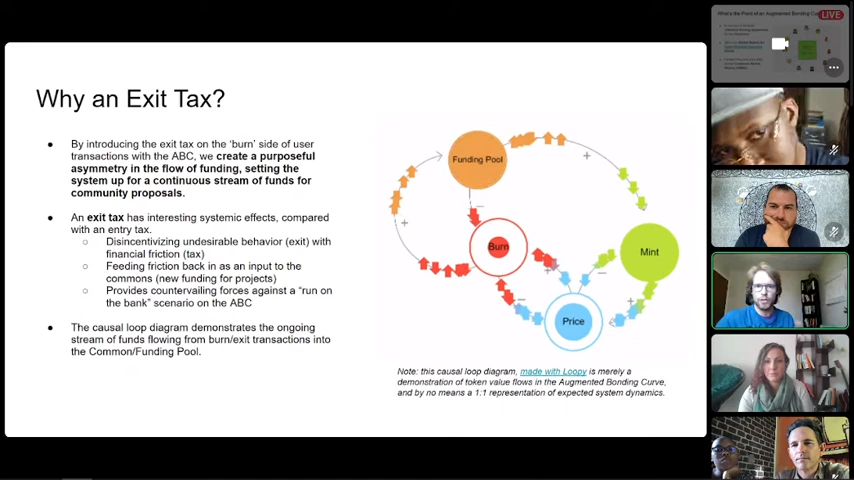 Why an Exit Tax?
● By introducing the exit tax on the 'burn' side of user
transactions with the ABC, we create a purposeful
asymmetry in the flow of funding, setting the
system up for a continuous stream of funds for
community proposals.
● An exit tax has interesting systemic effects, compared
with an entry tax.
○ Disincentivizing undesirable behavior (exit) with
financial friction (tax)
○ Feeding friction back in as an input to the
commons (new funding for projects)
○ Provides countervailing forces against a "run on
the bank" scenario on the ABC
● The causal loop diagram demonstrates the ongoing
stream of funds flowing from burn/exit transactions into
the Common/Funding Pool.
Funding Pool
Burn
Mint
Price
Note: this causal loop diagram, made with Loopy is merely a
demonstration of token value flows in the Augmented Bonding Curve,
and by no means a 1:1 representation of expected system dynamics.
What's the Point of an Augmented Bonding
LIVE